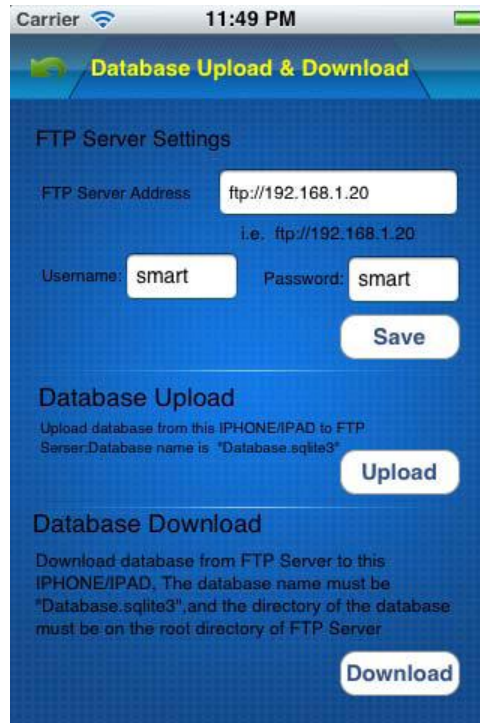 Carrier 11:49 PM
Database Upload & Download
FTP Server Settings
FTP Server Address ftp://192.168.1.20
i.e. ftp://192.168.1.20
Username: smart Password: smart
Save
Database Upload
Upload database from this IPHONE/IPAD to FTP
Serser;Database name is "Database.sqlite3"
Upload
Database Download
Download database from FTP Server to this
IPHONE/IPAD, The database name must be
"Database.sqlite3",and the directory of the database
must be on the root directory of FTP Server
Download